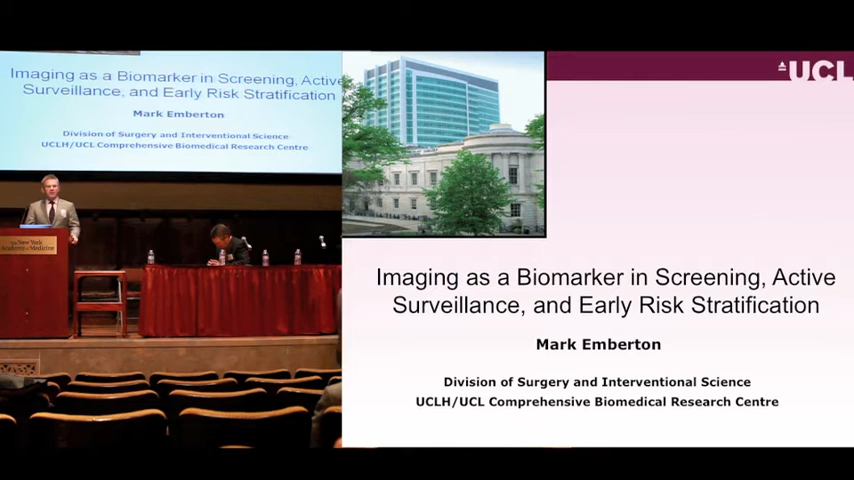 Imaging as a Biomarker in Screening, Active
Surveillance, and Early Risk Stratification
Mark Emberton
Division of Surgery and Interventional Science
UCLH/UCL Comprehensive Biomedical Research Centre
The New York
Academy of Medicine
UCL
Imaging as a Biomarker in Screening, Active
Surveillance, and Early Risk Stratification
Mark Emberton
Division of Surgery and Interventional Science
UCLH/UCL Comprehensive Biomedical Research Centre